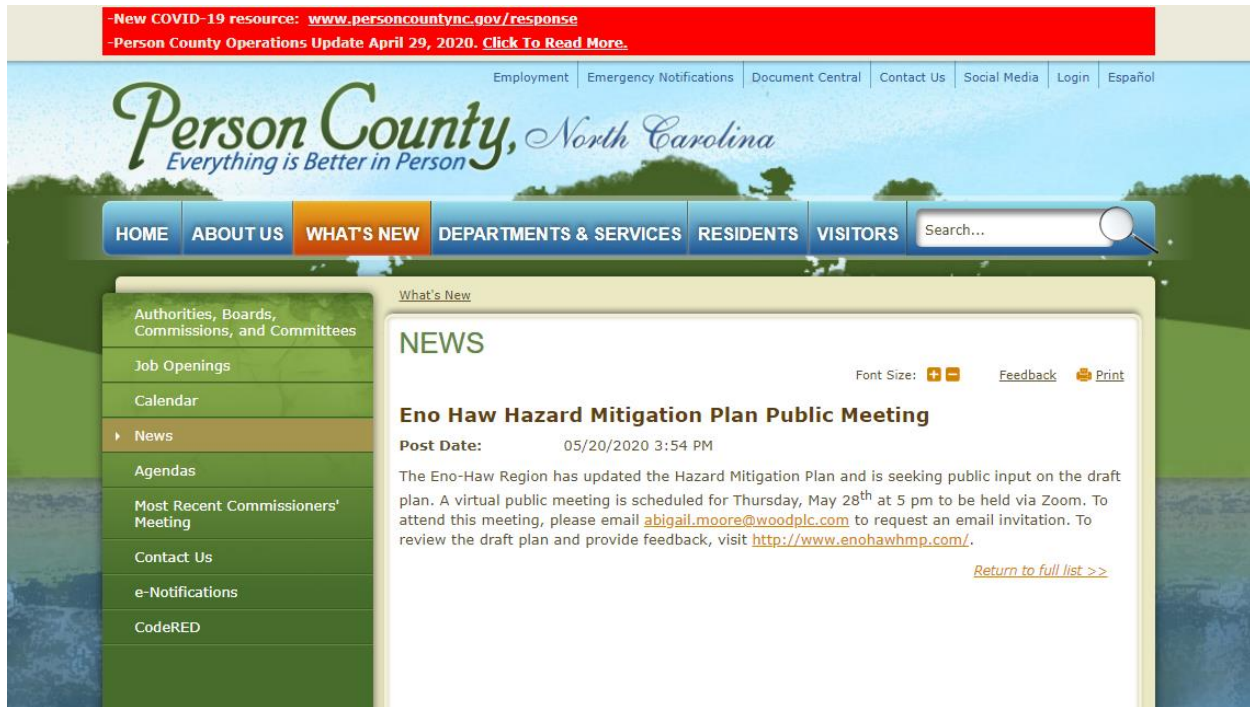 -New COVID-19 resource: www.personcountync.gov/response
-Person County Operations Update April 29, 2020. Click To Read More.
Employment Emergency Notifications Document Central Contact Us Social Media Login Español
Person County, North Carolina
Everything is Better in Person
HOME ABOUT US WHAT'S NEW DEPARTMENTS & SERVICES RESIDENTS VISITORS Search...
What's New
Authorities, Boards,
Commissions, and Committees
Job Openings
Calendar
News
Agendas
Most Recent Commissioners'
Meeting
Contact Us
e-Notifications
CodeRED
NEWS
Font Size: Feedback Print
Eno Haw Hazard Mitigation Plan Public Meeting
Post Date: 05/20/2020 3:54 PM
The Eno-Haw Region has updated the Hazard Mitigation Plan and is seeking public input on the draft
plan. A virtual public meeting is scheduled for Thursday, May 28th at 5 pm to be held via Zoom. To
attend this meeting, please email abigail.moore@woodplc.com to request an email invitation. To
review the draft plan and provide feedback, visit http://www.enohawhmp.com/.
Return to full list >>